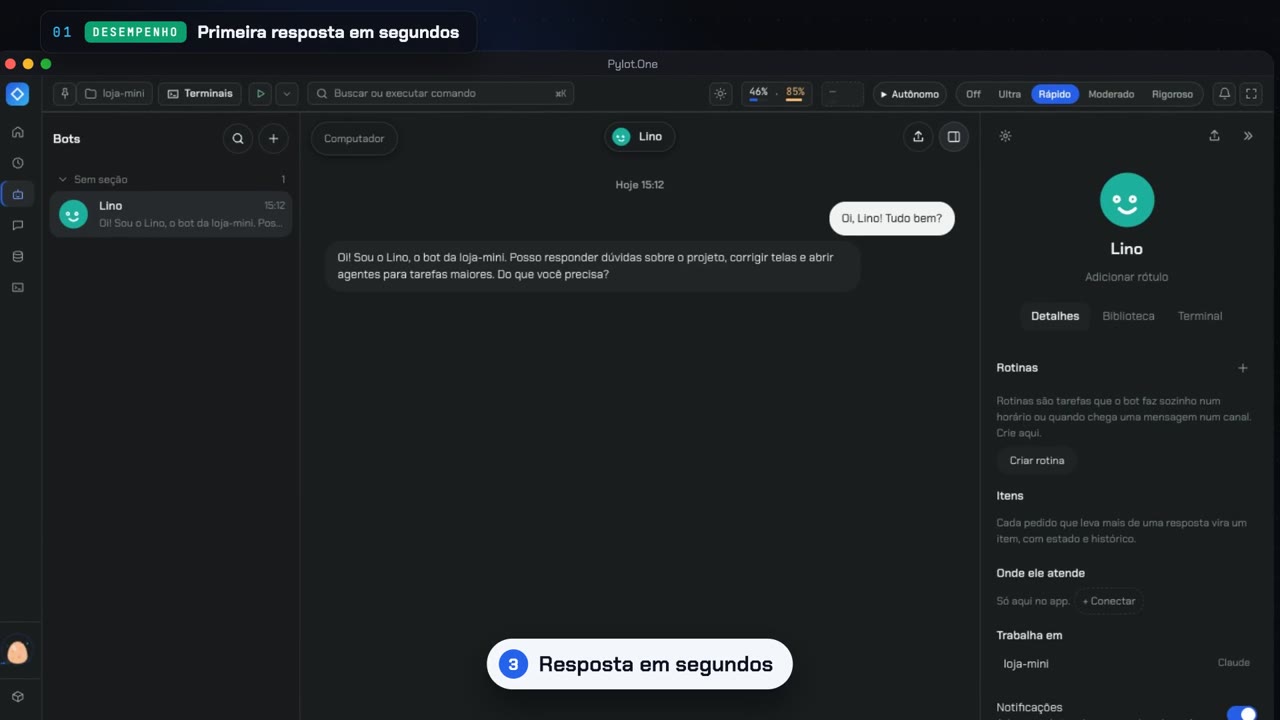 01 DESEMPENHO Primeira resposta em segundos
Pylot.One
loja-mini
Terminais
Buscar ou executar comando
⌘K
46% · 85%
Autônomo
Off Ultra Rápido Moderado Rigoroso
Bots
Sem seção 1
Lino 15:12
Oi! Sou o Lino, o bot da loja-mini. Pos...
Computador
Lino
Hoje 15:12
Oi, Lino! Tudo bem?
Oi! Sou o Lino, o bot da loja-mini. Posso responder dúvidas sobre o projeto, corrigir telas e abrir
agentes para tarefas maiores. Do que você precisa?
3 Resposta em segundos
Lino
Adicionar rótulo
Detalhes Biblioteca Terminal
Rotinas
Rotinas são tarefas que o bot faz sozinho num
horário ou quando chega uma mensagem num canal.
Crie aqui.
Criar rotina
Itens
Cada pedido que leva mais de uma resposta vira um
item, com estado e histórico.
Onde ele atende
Só aqui no app. + Conectar
Trabalha em
loja-mini Claude
Notificações